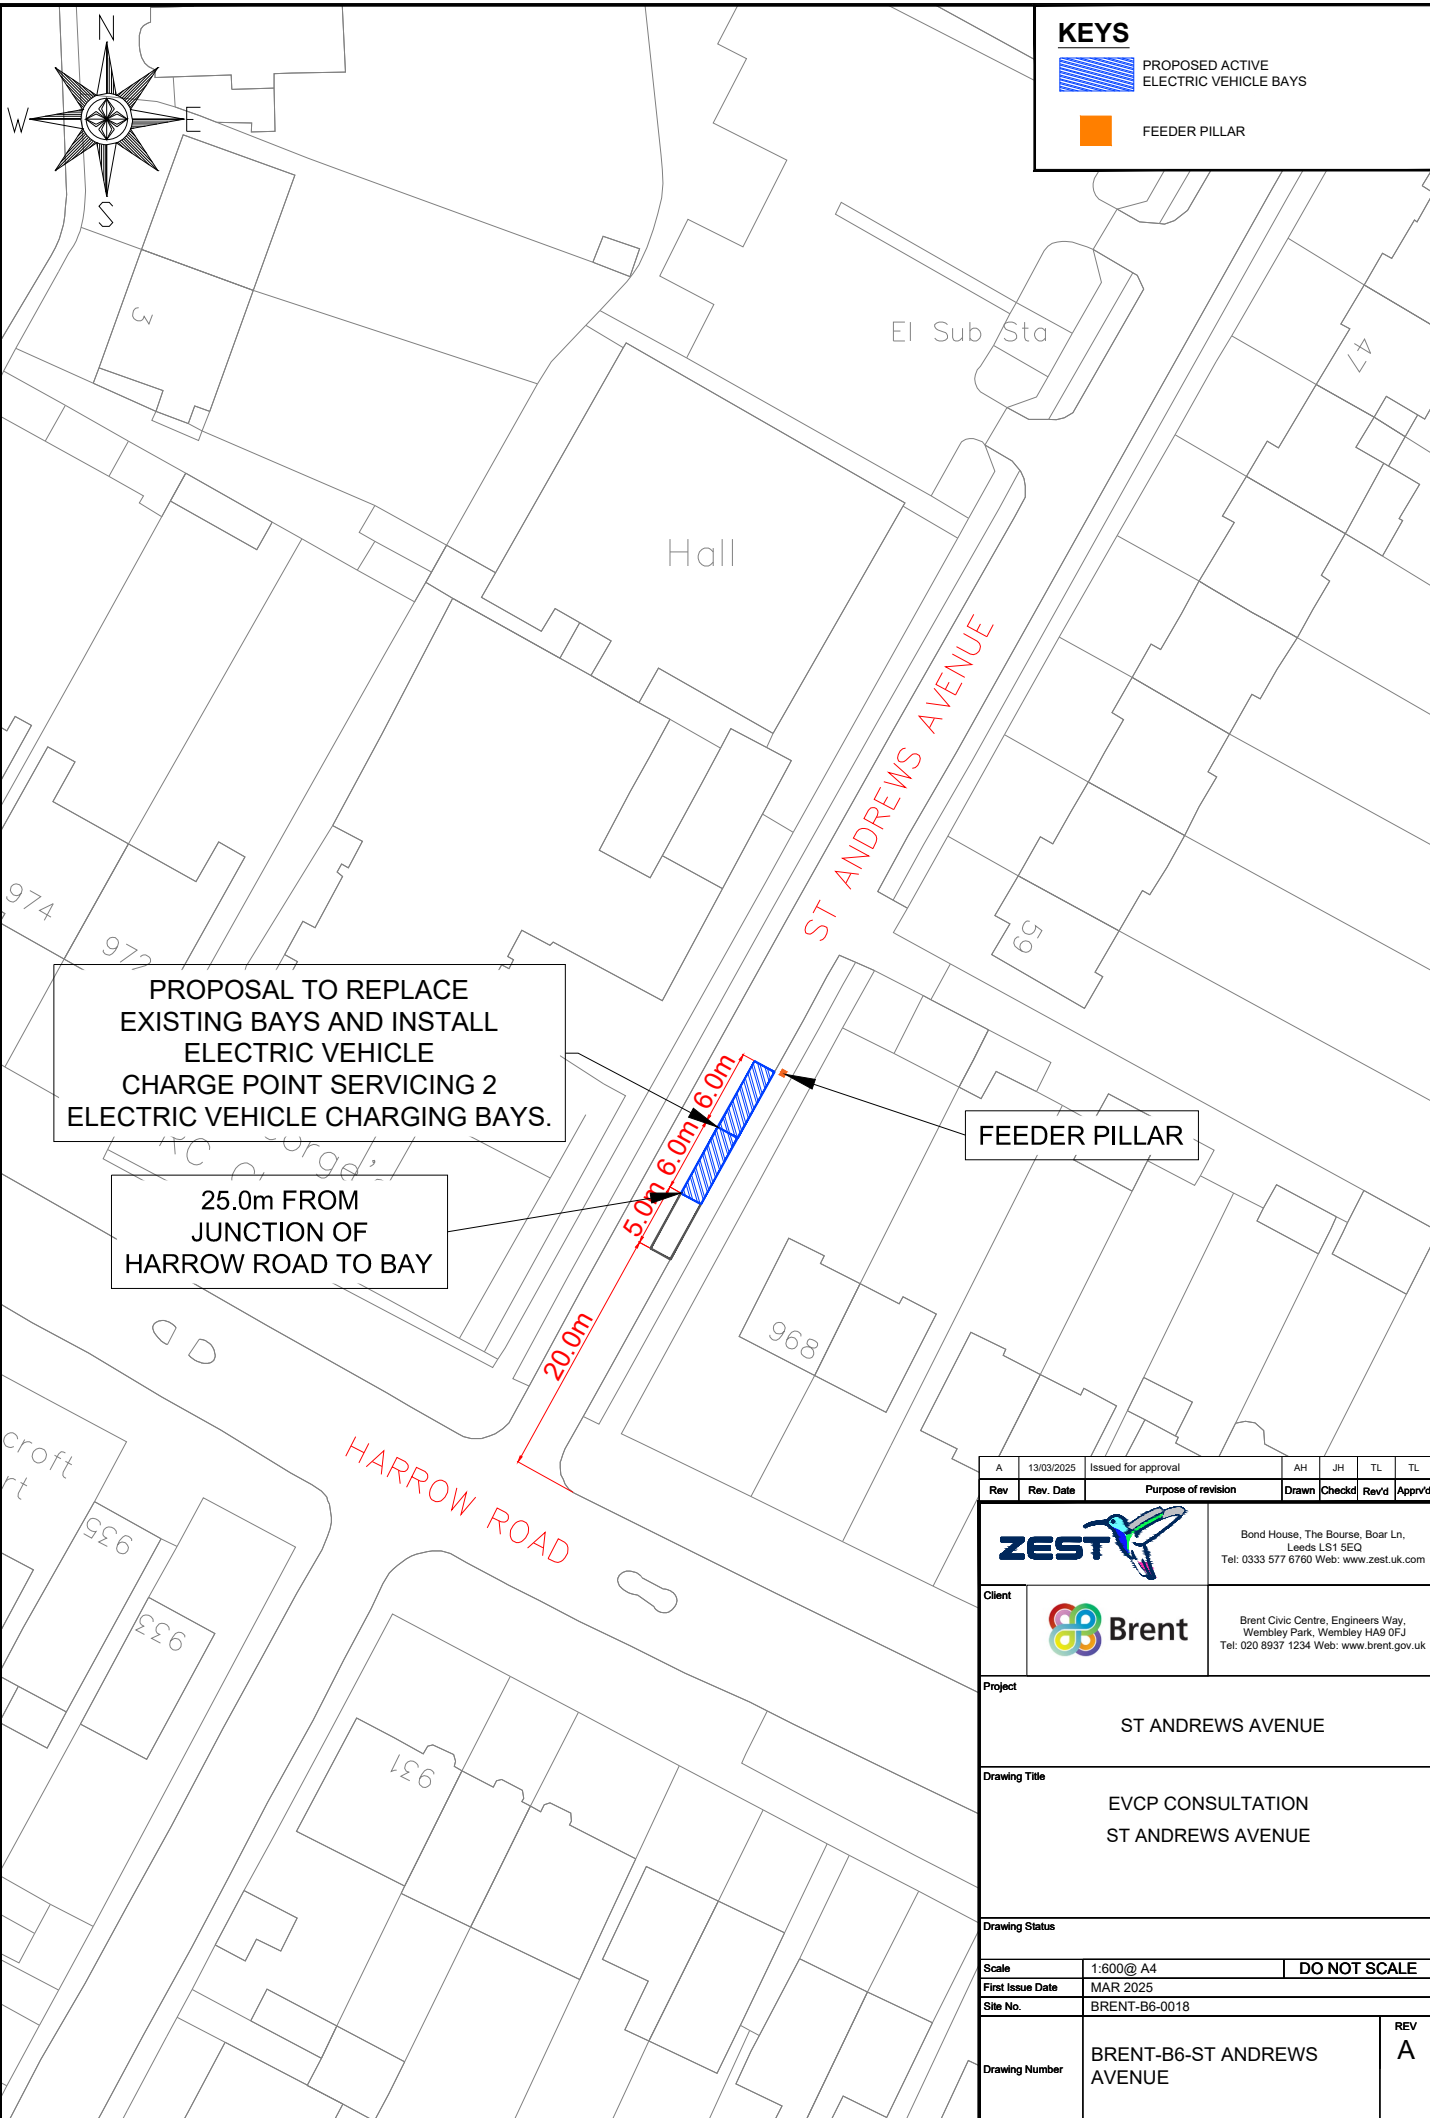 N
W
E
S
KEYS
PROPOSED ACTIVE
ELECTRIC VEHICLE BAYS
FEEDER PILLAR
3
El Sub Sta
47
Hall
ST ANDREWS AVENUE
59
974
972
PROPOSAL TO REPLACE
EXISTING BAYS AND INSTALL
ELECTRIC VEHICLE
CHARGE POINT SERVICING 2
ELECTRIC VEHICLE CHARGING BAYS.
6.0m
6.0m
5.0m
20.0m
FEEDER PILLAR
RC
25.0m FROM
JUNCTION OF
HARROW ROAD TO BAY
968
HARROW ROAD
croft
rt
935
933
931
A 13/03/2025 Issued for approval AH JH TL TL
Rev Rev. Date Purpose of revision Drawn Checkd Rev'd Apprv'd
ZEST
Bond House, The Bourse, Boar Ln,
Leeds LS1 5EQ
Tel: 0333 577 6760 Web: www.zest.uk.com
Client
Brent
Brent Civic Centre, Engineers Way,
Wembley Park, Wembley HA9 0FJ
Tel: 020 8937 1234 Web: www.brent.gov.uk
Project
ST ANDREWS AVENUE
Drawing Title
EVCP CONSULTATION
ST ANDREWS AVENUE
Drawing Status
Scale 1:600@ A4 DO NOT SCALE
First Issue Date MAR 2025
Site No. BRENT-B6-0018
Drawing Number
BRENT-B6-ST ANDREWS
AVENUE
REV
A